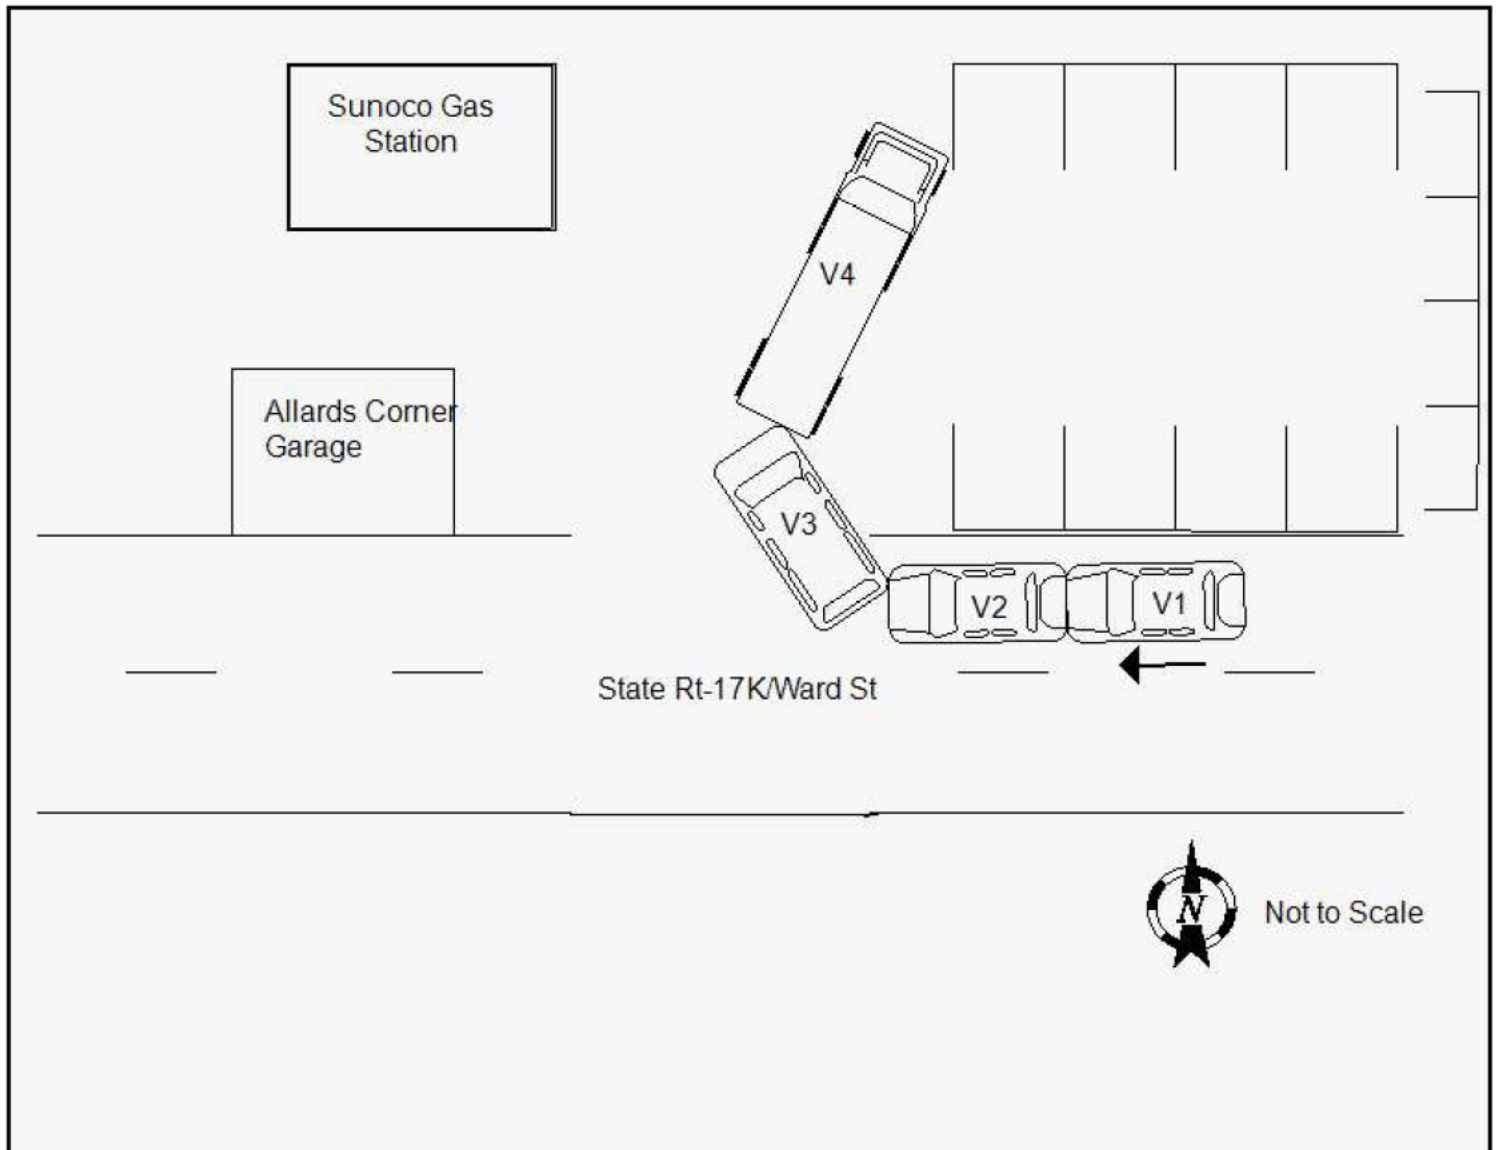 Sunoco Gas
Station
V4
Allards Corner
Garage
V3
V2
V1
State Rt-17K/Ward St
N
Not to Scale